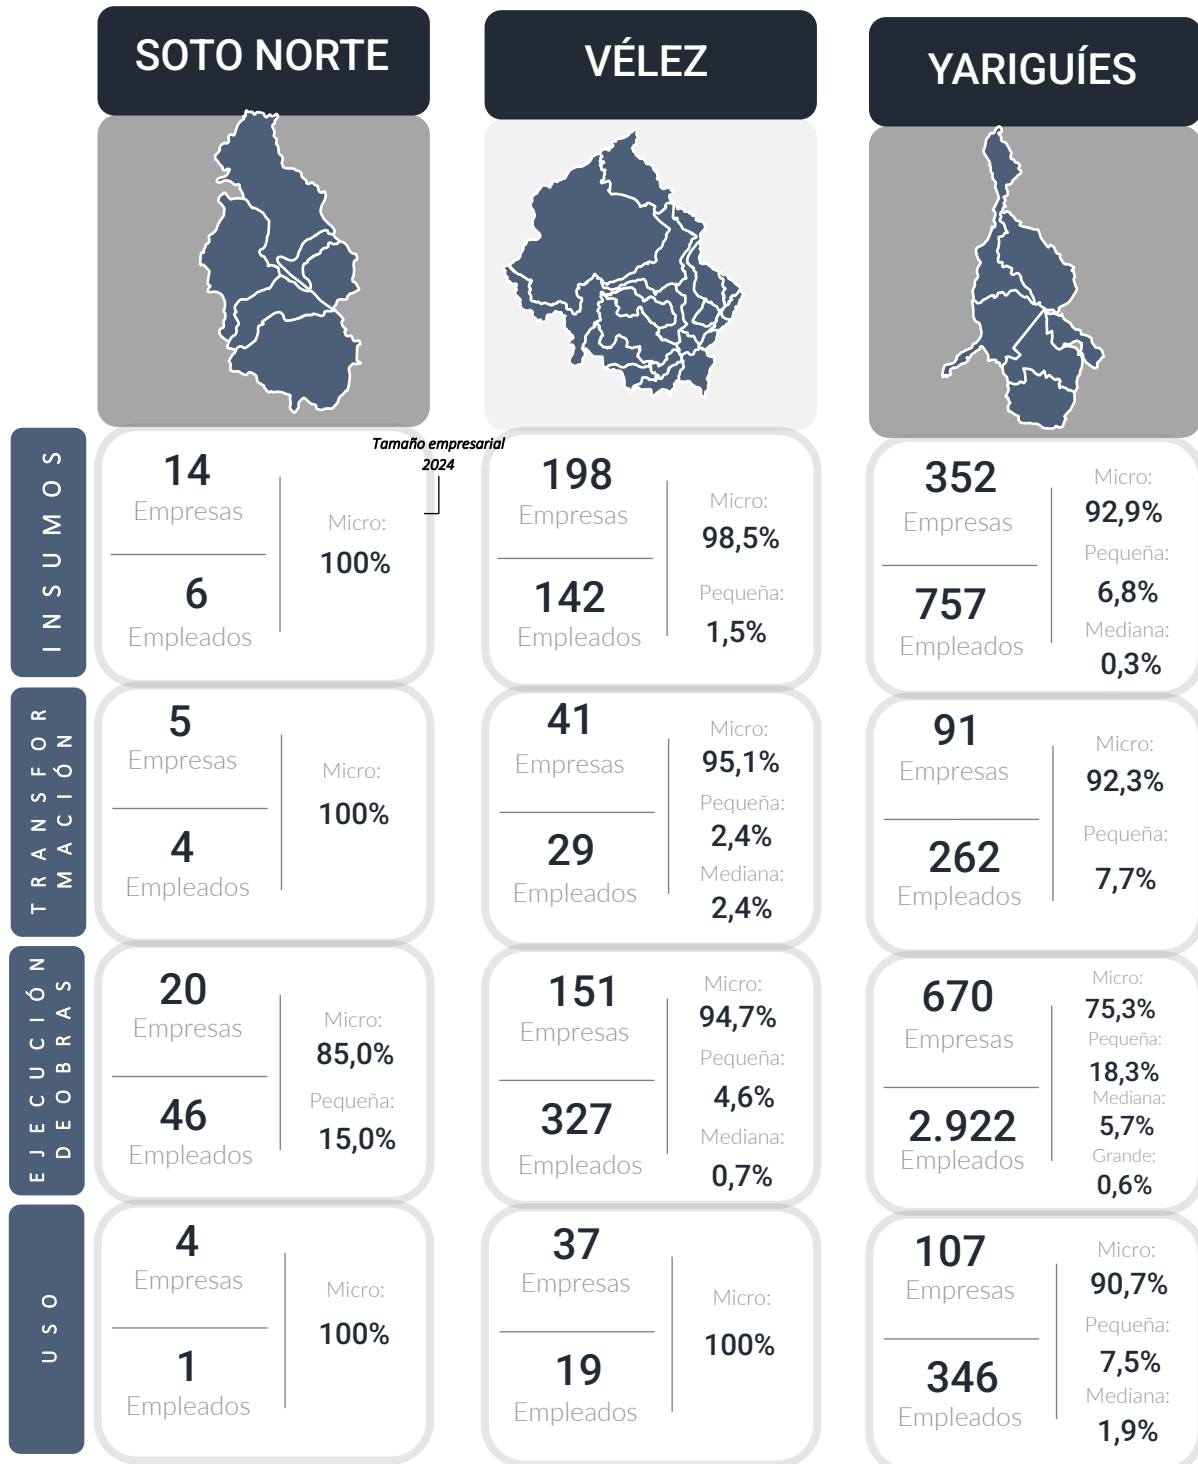 SOTO NORTE
VÉLEZ
YARIGUÍES
Tamaño empresarial
2024
INSUMOS
14
Empresas
6
Empleados
Micro:
100%
198
Empresas
142
Empleados
Micro:
98,5%
Pequeña:
1,5%
352
Empresas
757
Empleados
Micro:
92,9%
Pequeña:
6,8%
Mediana:
0,3%
TRANSFOR
MACIÓN
5
Empresas
4
Empleados
Micro:
100%
41
Empresas
29
Empleados
Micro:
95,1%
Pequeña:
2,4%
Mediana:
2,4%
91
Empresas
262
Empleados
Micro:
92,3%
Pequeña:
7,7%
EJECUCIÓN
DEOBRAS
20
Empresas
46
Empleados
Micro:
85,0%
Pequeña:
15,0%
151
Empresas
327
Empleados
Micro:
94,7%
Pequeña:
4,6%
Mediana:
0,7%
670
Empresas
2.922
Empleados
Micro:
75,3%
Pequeña:
18,3%
Mediana:
5,7%
Grande:
0,6%
USO
4
Empresas
1
Empleados
Micro:
100%
37
Empresas
19
Empleados
Micro:
100%
107
Empresas
346
Empleados
Micro:
90,7%
Pequeña:
7,5%
Mediana:
1,9%